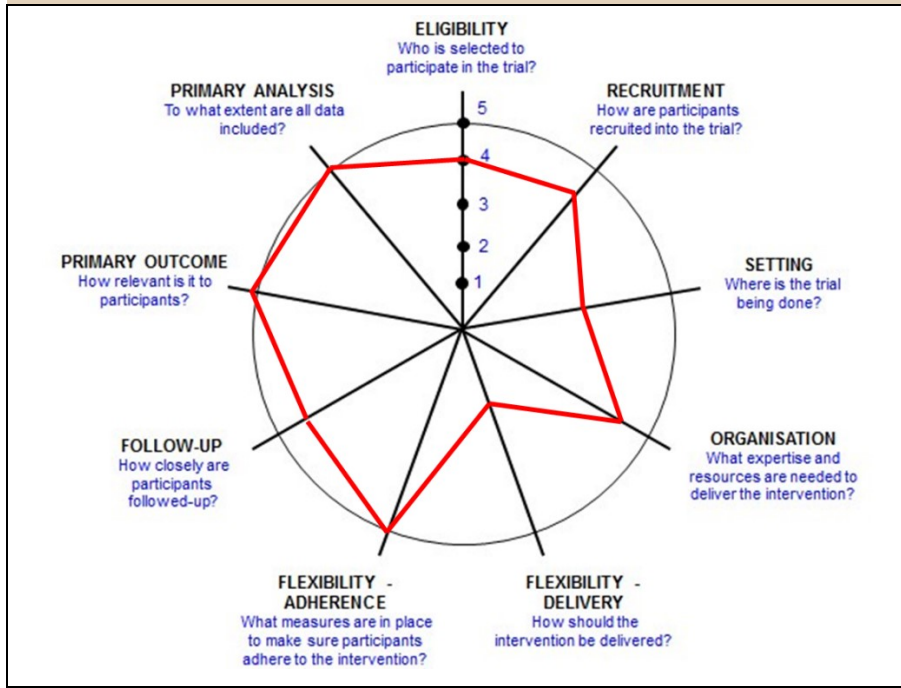 ELIGIBILITY
Who is selected to
participate in the trial?
PRIMARY ANALYSIS
To what extent are all data
included?
RECRUITMENT
How are participants
recruited into the trial?
5
4
3
2
1
PRIMARY OUTCOME
How relevant is it to
participants?
SETTING
Where is the trial
being done?
FOLLOW-UP
How closely are
participants
followed-up?
ORGANISATION
What expertise and
resources are needed to
deliver the intervention?
FLEXIBILITY -
ADHERENCE
What measures are in place
to make sure participants
adhere to the intervention?
FLEXIBILITY -
DELIVERY
How should the
intervention be delivered?